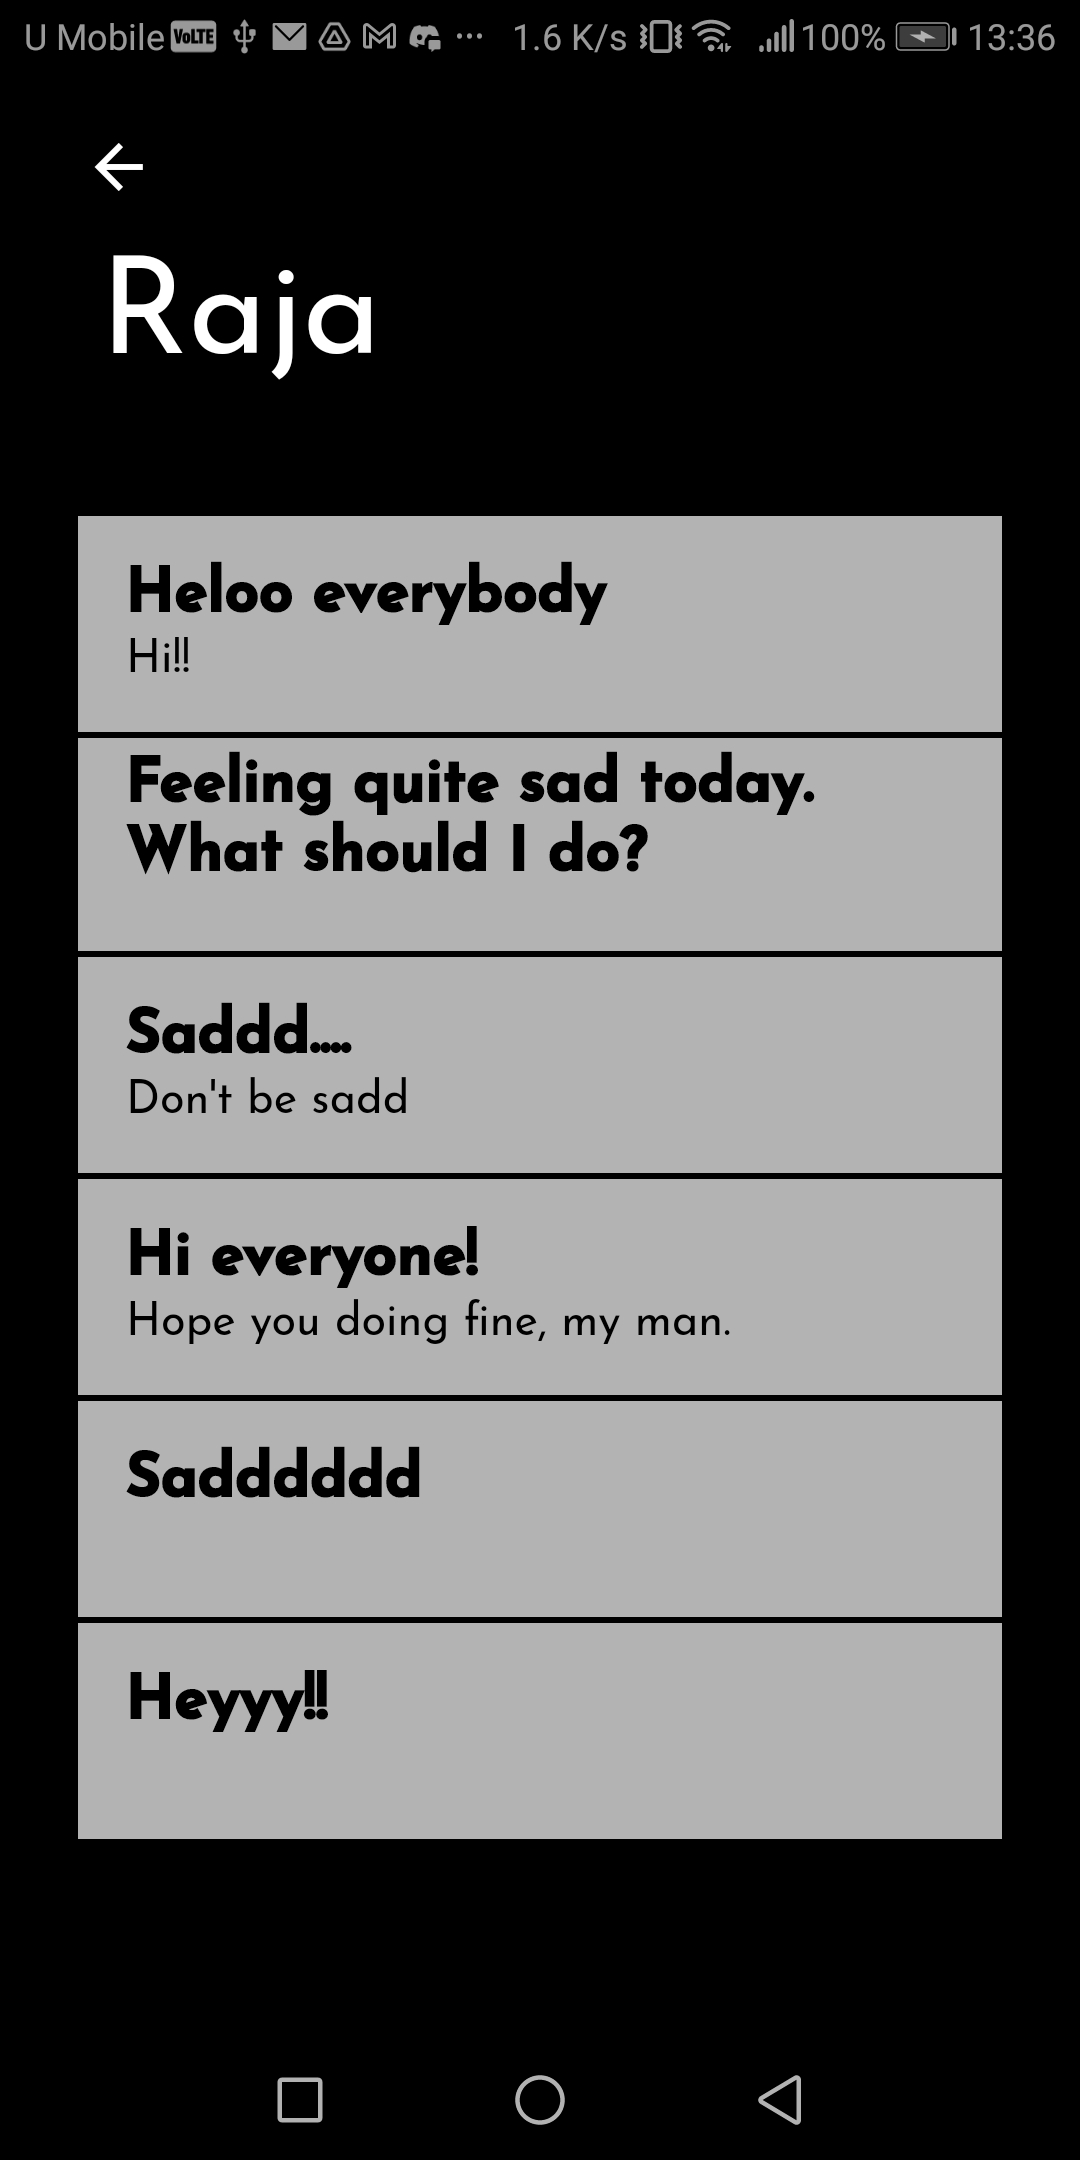 U Mobile VoLTE ... 1.6 K/s 100% 13:36
Raja
Heloo everybody
Hi!!
Feeling quite sad today.
What should I do?
Saddd....
Don't be sadd
Hi everyone!
Hope you doing fine, my man.
Sadddddd
Heyyy!!